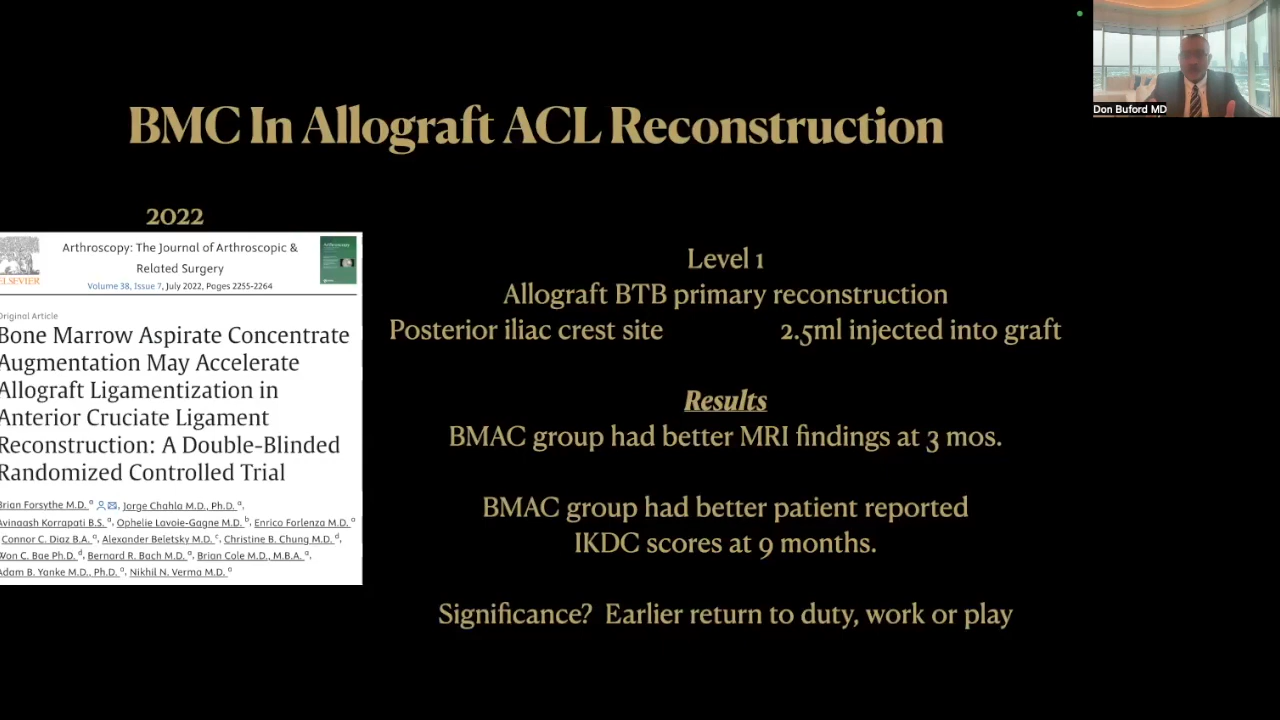 Don Buford MD
BMC In Allograft ACL Reconstruction
2022
ELSEVIER
Arthroscopy: The Journal of Arthroscopic &
Related Surgery
Volume 38, Issue 7, July 2022, Pages 2255-2264
Original Article
Bone Marrow Aspirate Concentrate
Augmentation May Accelerate
Allograft Ligamentization in
Anterior Cruciate Ligament
Reconstruction: A Double-Blinded
Randomized Controlled Trial
Brian Forsythe M.D. a, Jorge Chahla M.D., Ph.D. a,
Avinaash Korrapati B.S. a, Ophelie Lavoie-Gagne M.D. b, Enrico Forlenza M.D. a
Connor C. Diaz B.A. a, Alexander Beletsky M.D. c, Christine B. Chung M.D. d,
Won C. Bae Ph.D. d, Bernard R. Bach M.D. a, Brian Cole M.D., M.B.A. a,
Adam B. Yanke M.D., Ph.D. a, Nikhil N. Verma M.D. a
Level 1
Allograft BTB primary reconstruction
Posterior iliac crest site 2.5ml injected into graft
Results
BMAC group had better MRI findings at 3 mos.
BMAC group had better patient reported
IKDC scores at 9 months.
Significance? Earlier return to duty, work or play